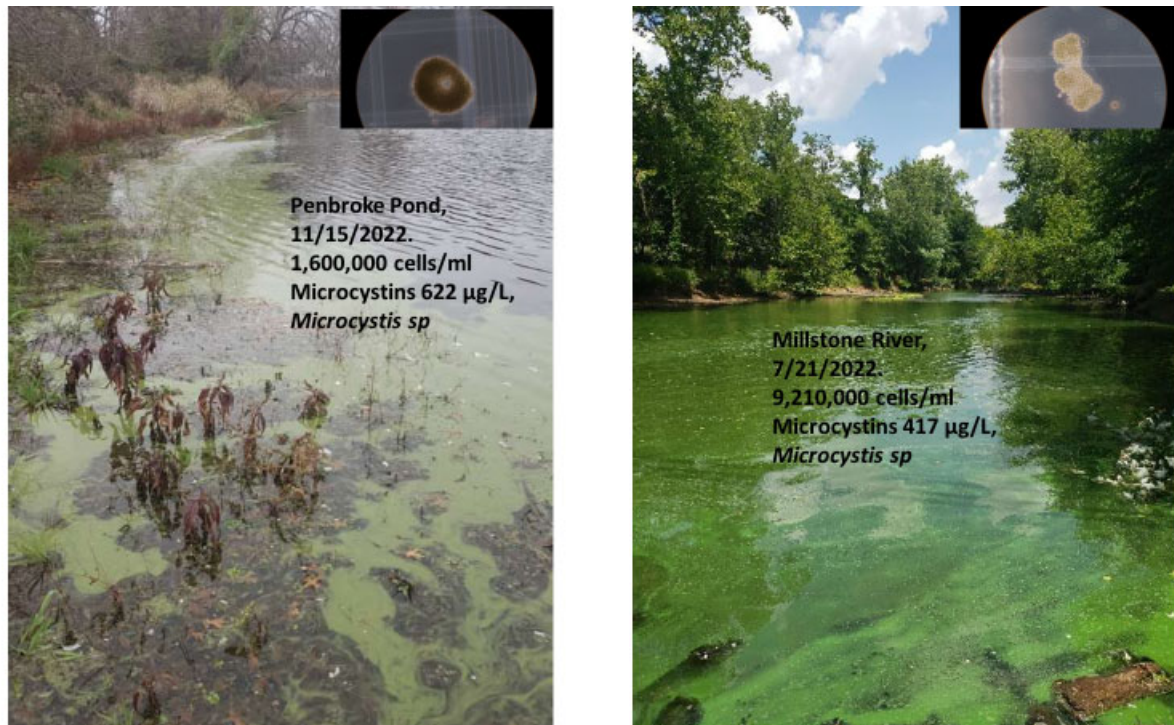 Penbroke Pond,
11/15/2022.
1,600,000 cells/ml
Microcystins 622 µg/L,
Microcystis sp
Millstone River,
7/21/2022.
9,210,000 cells/ml
Microcystins 417 µg/L,
Microcystis sp